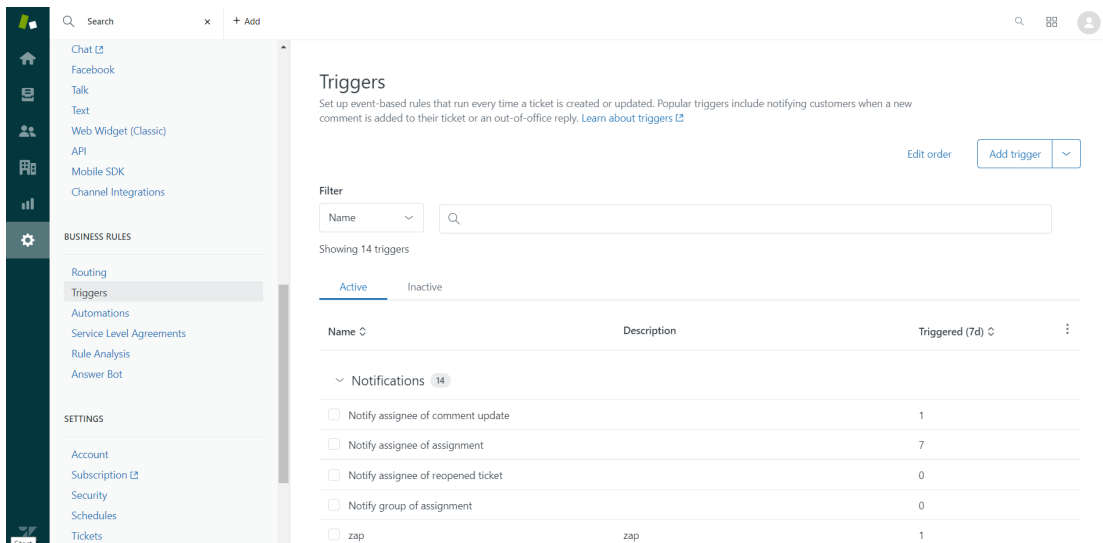 Search × + Add
Chat
Facebook
Talk
Text
Web Widget (Classic)
API
Mobile SDK
Channel Integrations
BUSINESS RULES
Routing
Triggers
Automations
Service Level Agreements
Rule Analysis
Answer Bot
SETTINGS
Account
Subscription
Security
Schedules
Tickets
Triggers
Set up event-based rules that run every time a ticket is created or updated. Popular triggers include notifying customers when a new
comment is added to their ticket or an out-of-office reply. Learn about triggers
Edit order Add trigger
Filter
Name
Showing 14 triggers
Active Inactive
Name Description Triggered (7d)
Notifications 14
Notify assignee of comment update 1
Notify assignee of assignment 7
Notify assignee of reopened ticket 0
Notify group of assignment 0
zap zap 1